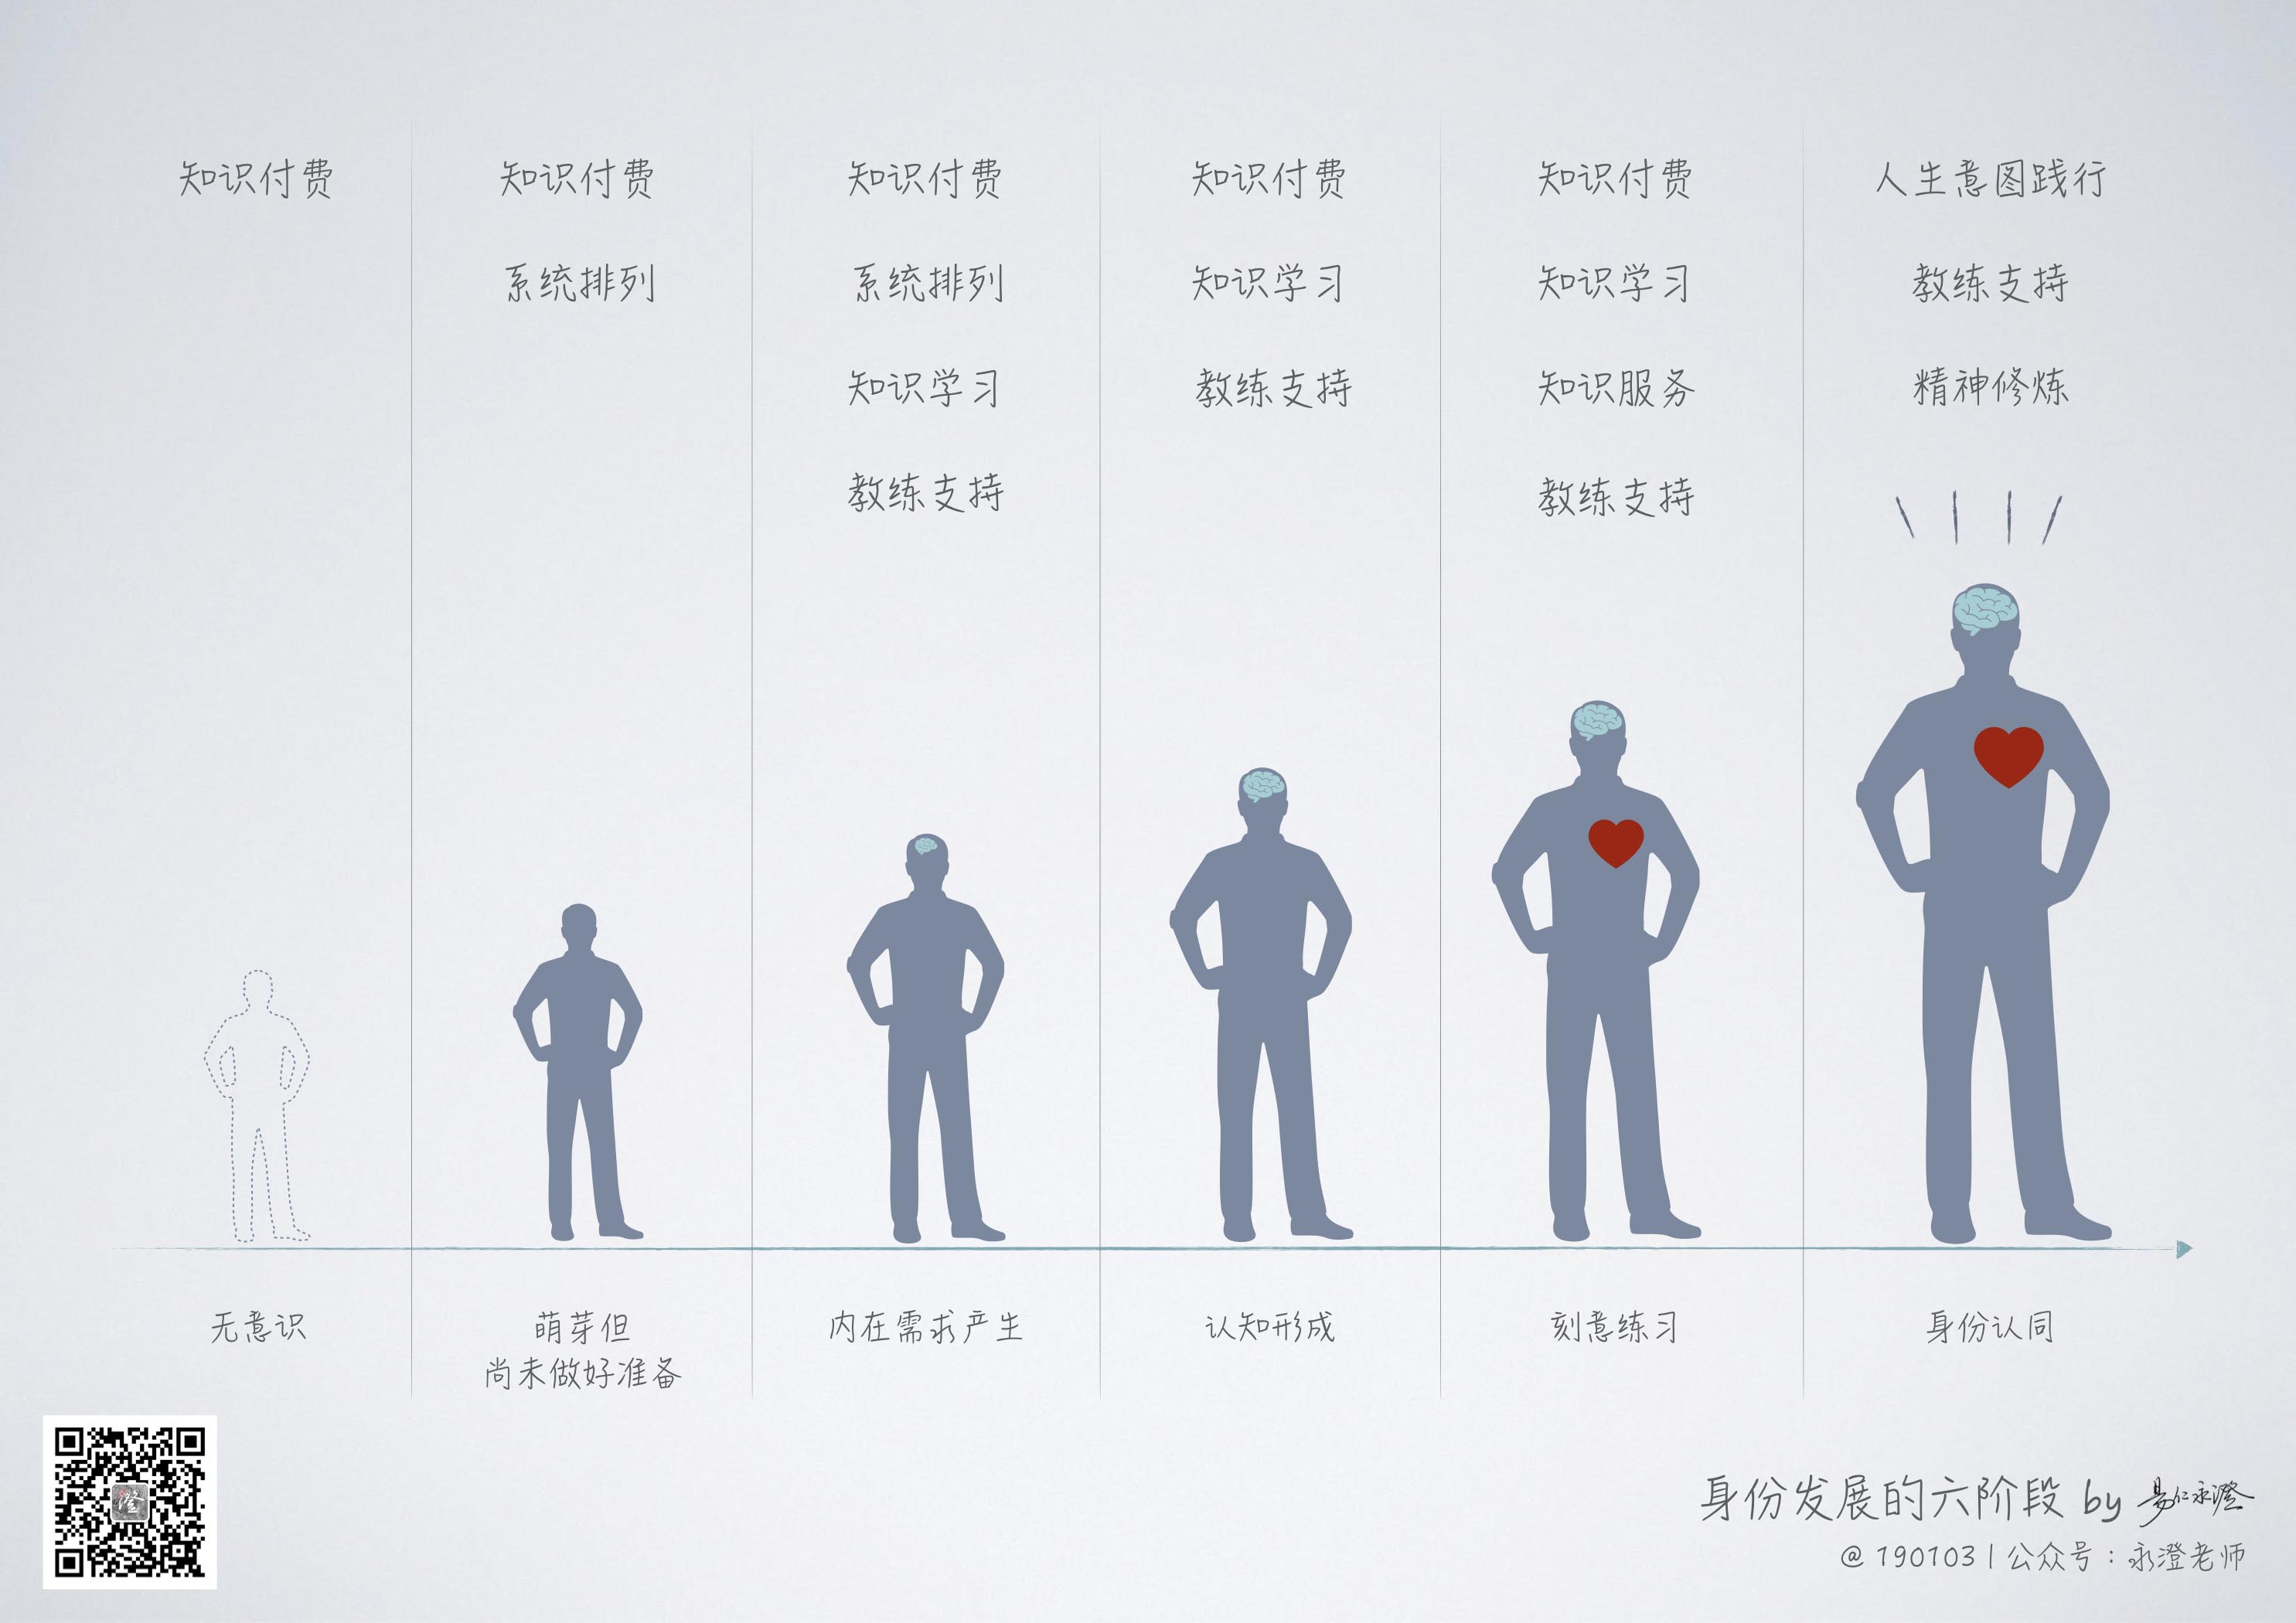 知识付费
知识付费
系统排列
知识付费
系统排列
知识学习
教练支持
知识付费
知识学习
教练支持
知识付费
知识学习
知识服务
教练支持
人生意图践行
教练支持
精神修炼
无意识
萌芽但
尚未做好准备
内在需求产生
认知形成
刻意练习
身份认同
澄
身份发展的六阶段 by 易仁永澄
@ 190103 | 公众号：永澄老师